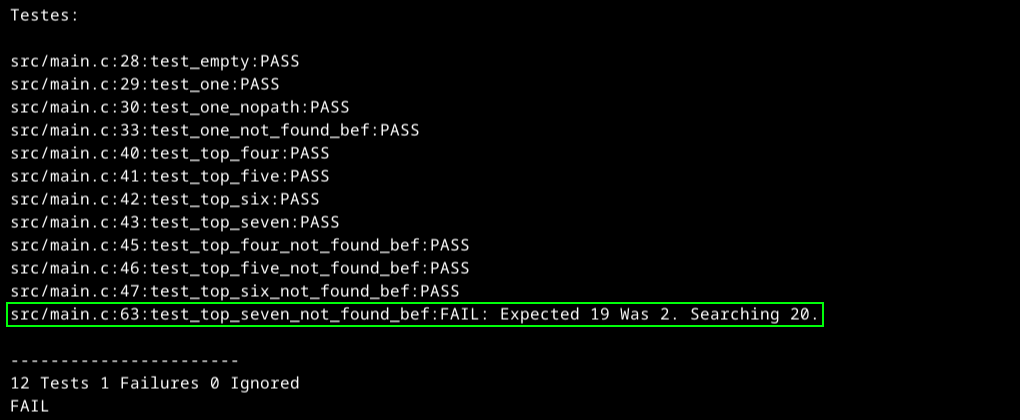 Testes:
src/main.c:28:test_empty:PASS
src/main.c:29:test_one:PASS
src/main.c:30:test_one_nopath:PASS
src/main.c:33:test_one_not_found_bef:PASS
src/main.c:40:test_top_four:PASS
src/main.c:41:test_top_five:PASS
src/main.c:42:test_top_six:PASS
src/main.c:43:test_top_seven:PASS
src/main.c:45:test_top_four_not_found_bef:PASS
src/main.c:46:test_top_five_not_found_bef:PASS
src/main.c:47:test_top_six_not_found_bef:PASS
src/main.c:63:test_top_seven_not_found_bef:FAIL: Expected 19 Was 2. Searching 20.
-----------------------
12 Tests 1 Failures 0 Ignored
FAIL